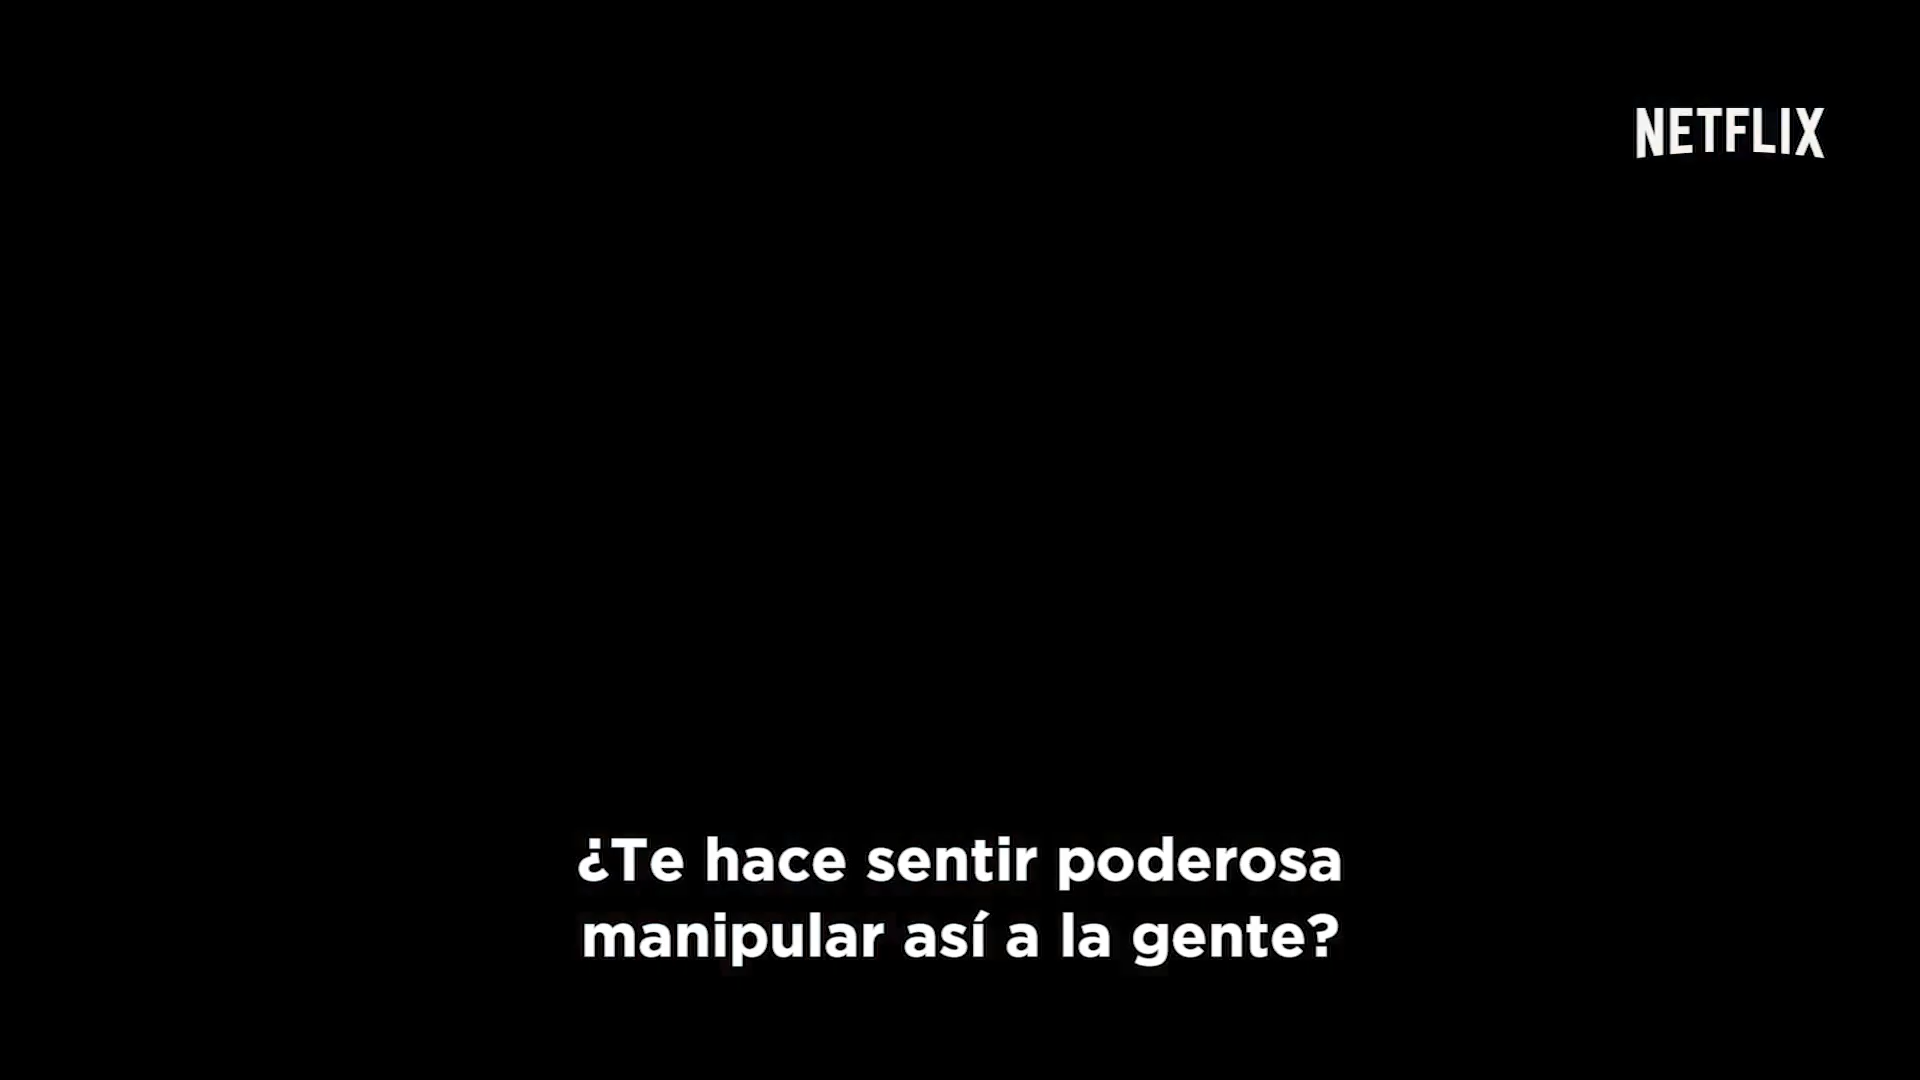 NETFLIX
¿Te hace sentir poderosa
manipular así a la gente?